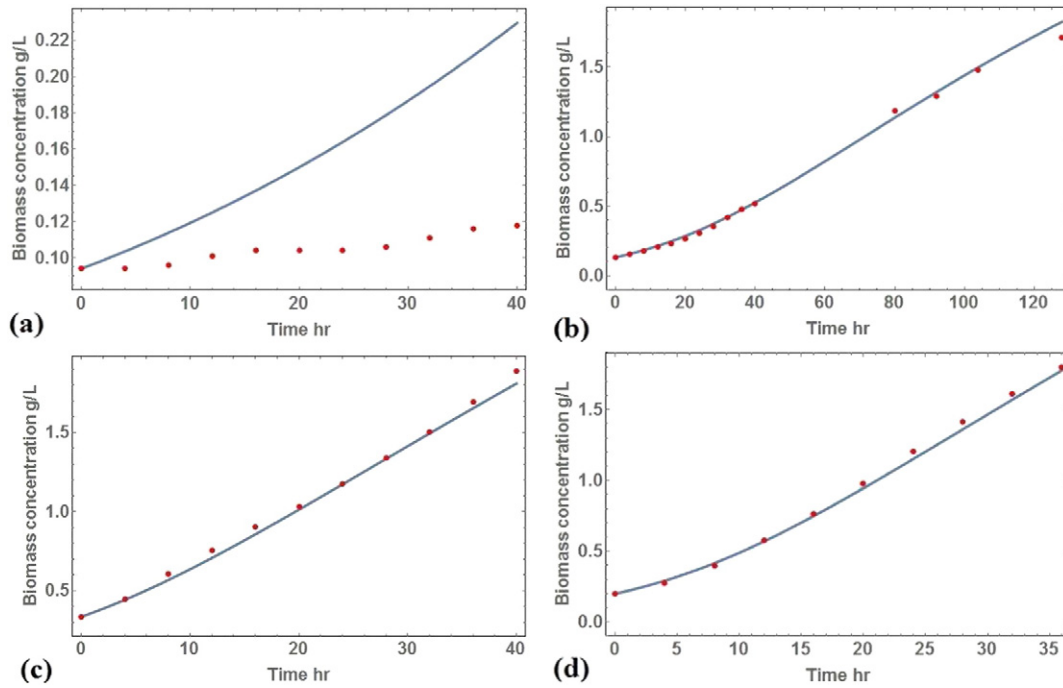 Biomass concentration g/L
0.22
0.20
0.18
0.16
0.14
0.12
0.10
0 10 20 30 40
Time hr
(a)
Biomass concentration g/L
1.5
1.0
0.5
0.0
0 20 40 60 80 100 120
Time hr
(b)
Biomass concentration g/L
1.5
1.0
0.5
0 10 20 30 40
Time hr
(c)
Biomass concentration g/L
1.5
1.0
0.5
0.0
0 5 10 15 20 25 30 35
Time hr
(d)